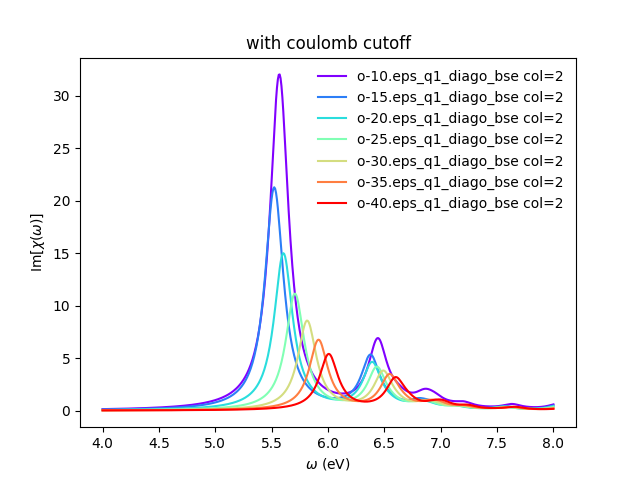 with coulomb cutoff
o-10.eps_q1_diago_bse col=2
o-15.eps_q1_diago_bse col=2
o-20.eps_q1_diago_bse col=2
o-25.eps_q1_diago_bse col=2
o-30.eps_q1_diago_bse col=2
o-35.eps_q1_diago_bse col=2
o-40.eps_q1_diago_bse col=2
Im[χ(ω)]
30
25
20
15
10
5
0
4.0 4.5 5.0 5.5 6.0 6.5 7.0 7.5 8.0
ω (eV)